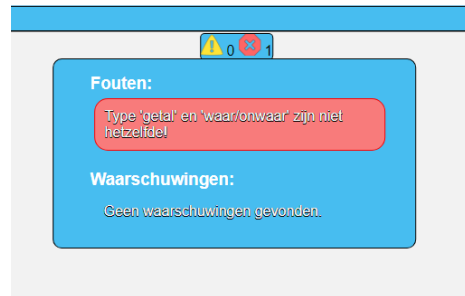 0 1
Fouten:
Type 'getal' en 'waar/onwaar' zijn niet
hetzelfde!
Waarschuwingen:
Geen waarschuwingen gevonden.